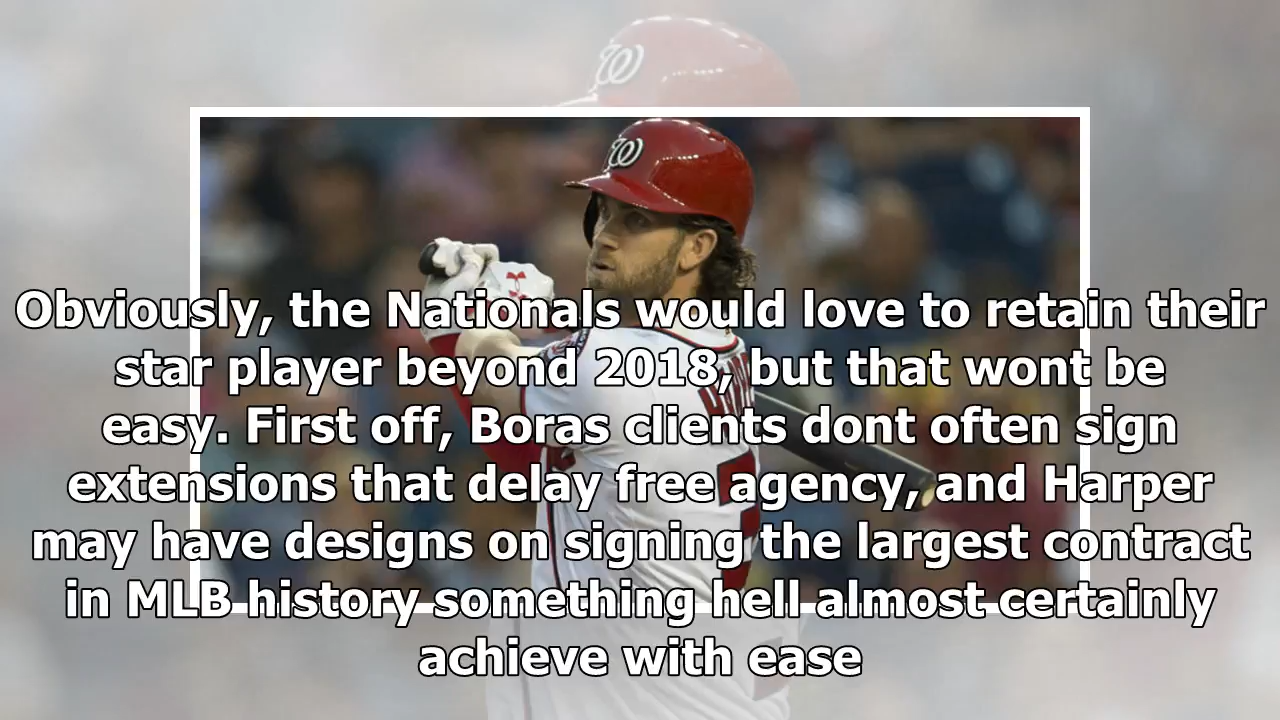 Obviously, the Nationals would love to retain their
star player beyond 2018, but that wont be
easy. First off, Boras clients dont often sign
extensions that delay free agency, and Harper
may have designs on signing the largest contract
in MLB history something hell almost certainly
achieve with ease